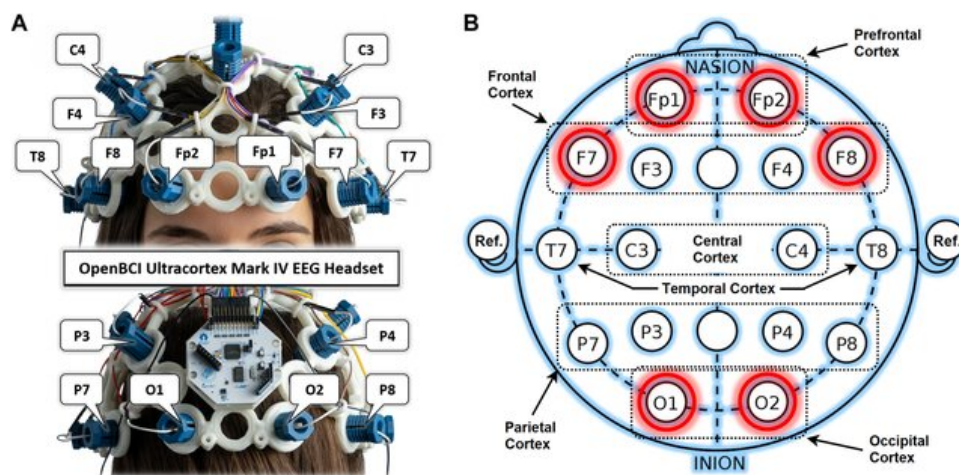 A
C4
C3
F4
F3
T8
F8
Fp2
Fp1
F7
T7
OpenBCI Ultracortex Mark IV EEG Headset
P3
P4
P7
O1
O2
P8
B
Prefrontal
Cortex
NASION
Frontal
Cortex
Fp1
Fp2
F7
F3
F4
F8
Ref.
T7
C3
Central
Cortex
C4
T8
Ref.
Temporal Cortex
P7
P3
P4
P8
O1
O2
Parietal
Cortex
Occipital
Cortex
INION